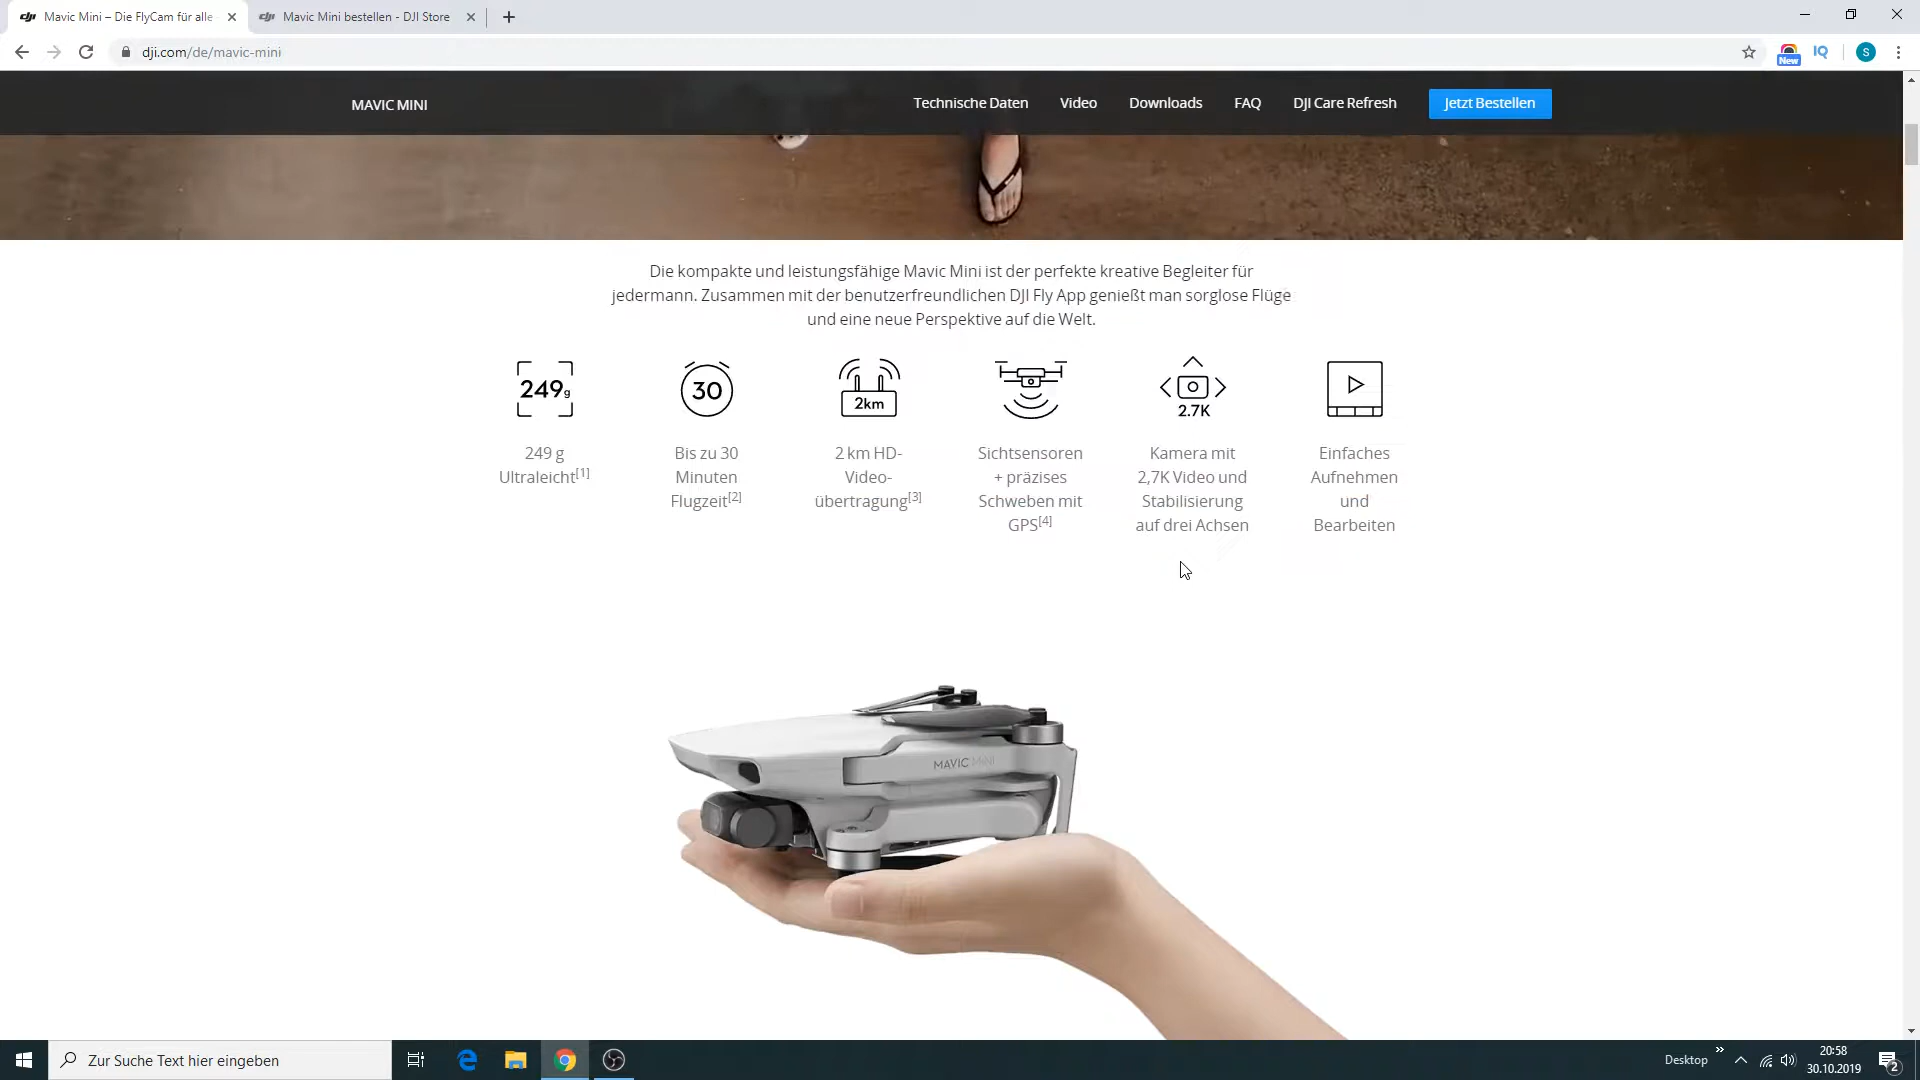 Mavic Mini – Die FlyCam für alle
Mavic Mini bestellen - DJI Store
dji.com/de/mavic-mini
New
IQ
S
MAVIC MINI
Technische Daten
Video
Downloads
FAQ
DJI Care Refresh
Jetzt Bestellen
Die kompakte und leistungsfähige Mavic Mini ist der perfekte kreative Begleiter für
jedermann. Zusammen mit der benutzerfreundlichen DJI Fly App genießt man sorglose Flüge
und eine neue Perspektive auf die Welt.
249g
249 g
Ultraleicht[1]
30
Bis zu 30
Minuten
Flugzeit[2]
2km
2 km HD-
Video-
übertragung[3]
Sichtsensoren
+ präzises
Schweben mit
GPS[4]
2.7K
Kamera mit
2,7K Video und
Stabilisierung
auf drei Achsen
Einfaches
Aufnehmen
und
Bearbeiten
MAVIC MINI
Zur Suche Text hier eingeben
Desktop
20:58
30.10.2019
2